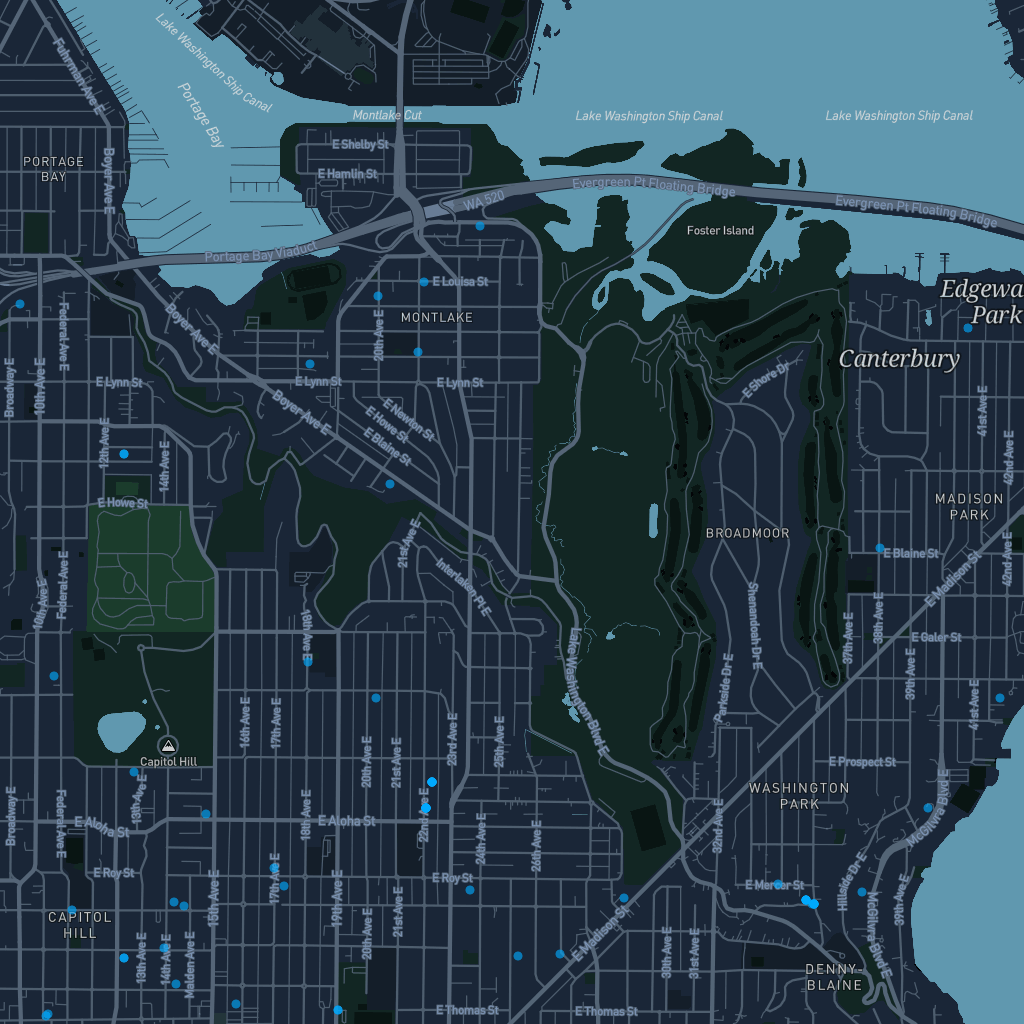 Fuhrman Ave E
Lake Washington Ship Canal
Portage Bay
Montlake Cut
Lake Washington Ship Canal
Lake Washington Ship Canal
E Shelby St
PORTAGE
BAY
Boyer Ave E
E Hamlin St
Evergreen Pt Floating Bridge
Evergreen Pt Floating Bridge
WA 520
Foster Island
Portage Bay Viaduct
E Louisa St
Edgewa
Park
MONTLAKE
Boyer Ave E
Federal Ave E
20th Ave E
Canterbury
Broadway E
10th Ave E
E Lynn St
E Lynn St
E Lynn St
E Shore Dr
Boyer Ave E
E Newton St
E Howe St
E Blaine St
41st Ave E
42nd Ave E
12th Ave E
14th Ave E
E Howe St
MADISON
PARK
BROADMOOR
21st Ave E
Interlaken Pl E
E Blaine St
E Madison St
42nd Ave E
10th Ave E
Federal Ave E
18th Ave E
Shenandoah Dr E
37th Ave E
38th Ave E
E Galer St
39th Ave E
41st Ave E
Lake Washington Blvd E
Parkside Dr E
16th Ave E
17th Ave E
20th Ave E
21st Ave E
23rd Ave E
25th Ave E
Capitol Hill
E Prospect St
WASHINGTON
PARK
Broadway E
Federal Ave E
13th Ave E
E Aloha St
18th Ave E
E Aloha St
22nd Ave E
24th Ave E
26th Ave E
32nd Ave E
McGilvra Blvd E
E Roy St
17th Ave E
E Roy St
E Mercer St
Hillside Dr E
McGilvra Blvd E
39th Ave E
15th Ave E
19th Ave E
20th Ave E
21st Ave E
CAPITOL
HILL
E Madison St
13th Ave E
14th Ave E
Malden Ave E
30th Ave E
31st Ave E
DENNY-
BLAINE
E Thomas St
E Thomas St